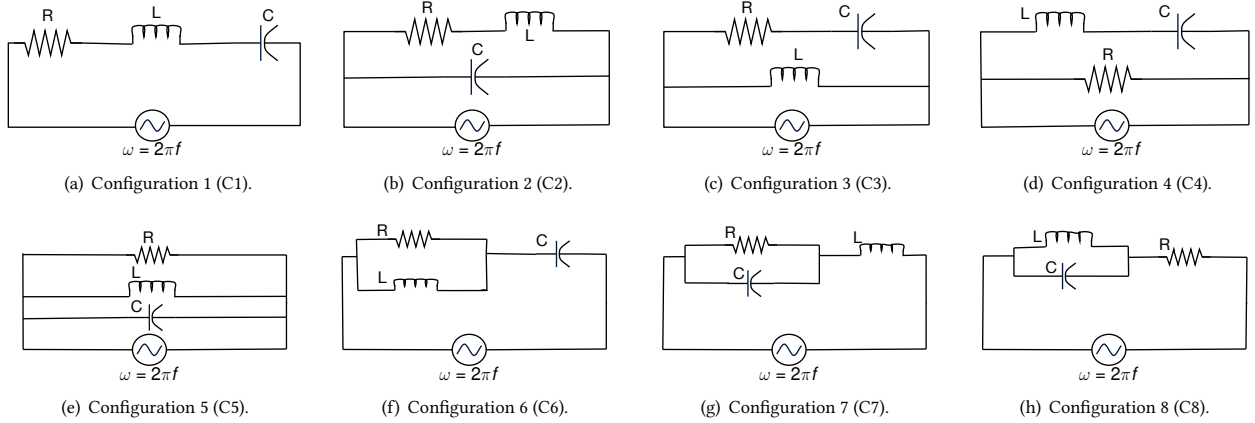 R L C
ω = 2πf
(a) Configuration 1 (C1).
R L
C
ω = 2πf
(b) Configuration 2 (C2).
R C
L
ω = 2πf
(c) Configuration 3 (C3).
L C
R
ω = 2πf
(d) Configuration 4 (C4).
R
L
C
ω = 2πf
(e) Configuration 5 (C5).
R C
L
ω = 2πf
(f) Configuration 6 (C6).
R L
C
ω = 2πf
(g) Configuration 7 (C7).
L R
C
ω = 2πf
(h) Configuration 8 (C8).